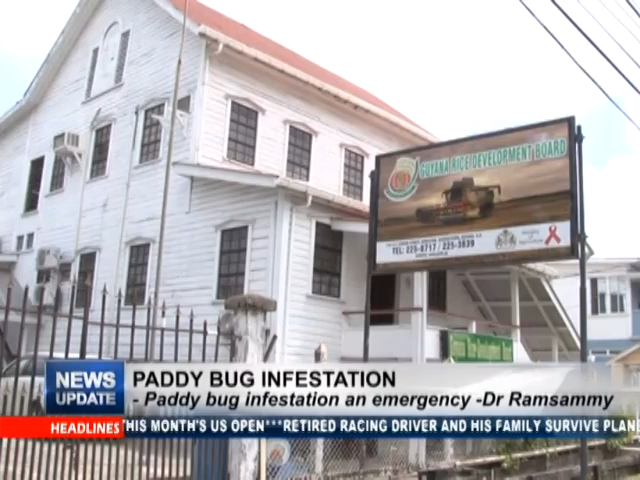 GUYANA RICE DEVELOPMENT BOARD
TEL: 225-8717 / 225-3839
NEWS
UPDATE
PADDY BUG INFESTATION
- Paddy bug infestation an emergency -Dr Ramsammy
HEADLINES
HIS MONTH'S US OPEN***RETIRED RACING DRIVER AND HIS FAMILY SURVIVE PLANE